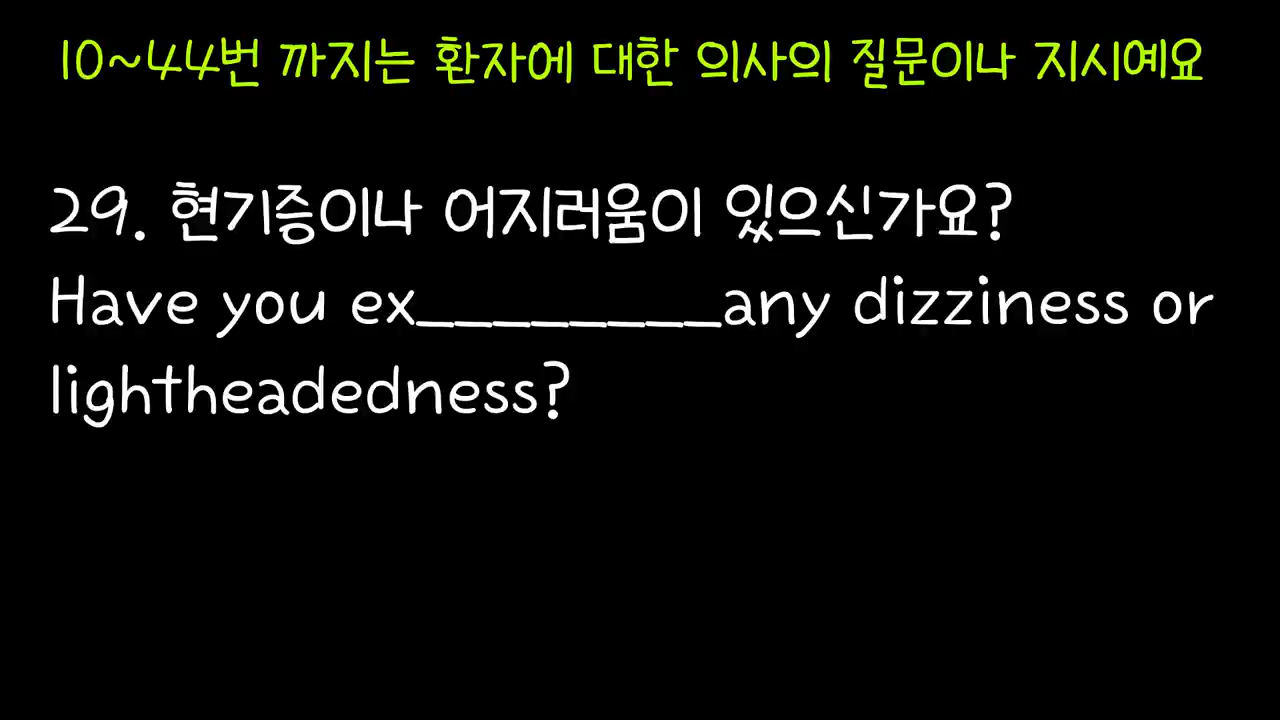 10~44번 까지는 환자에 대한 의사의 질문이나 지시예요
29. 현기증이나 어지러움이 있으신가요?
Have you ex________any dizziness or
lightheadedness?